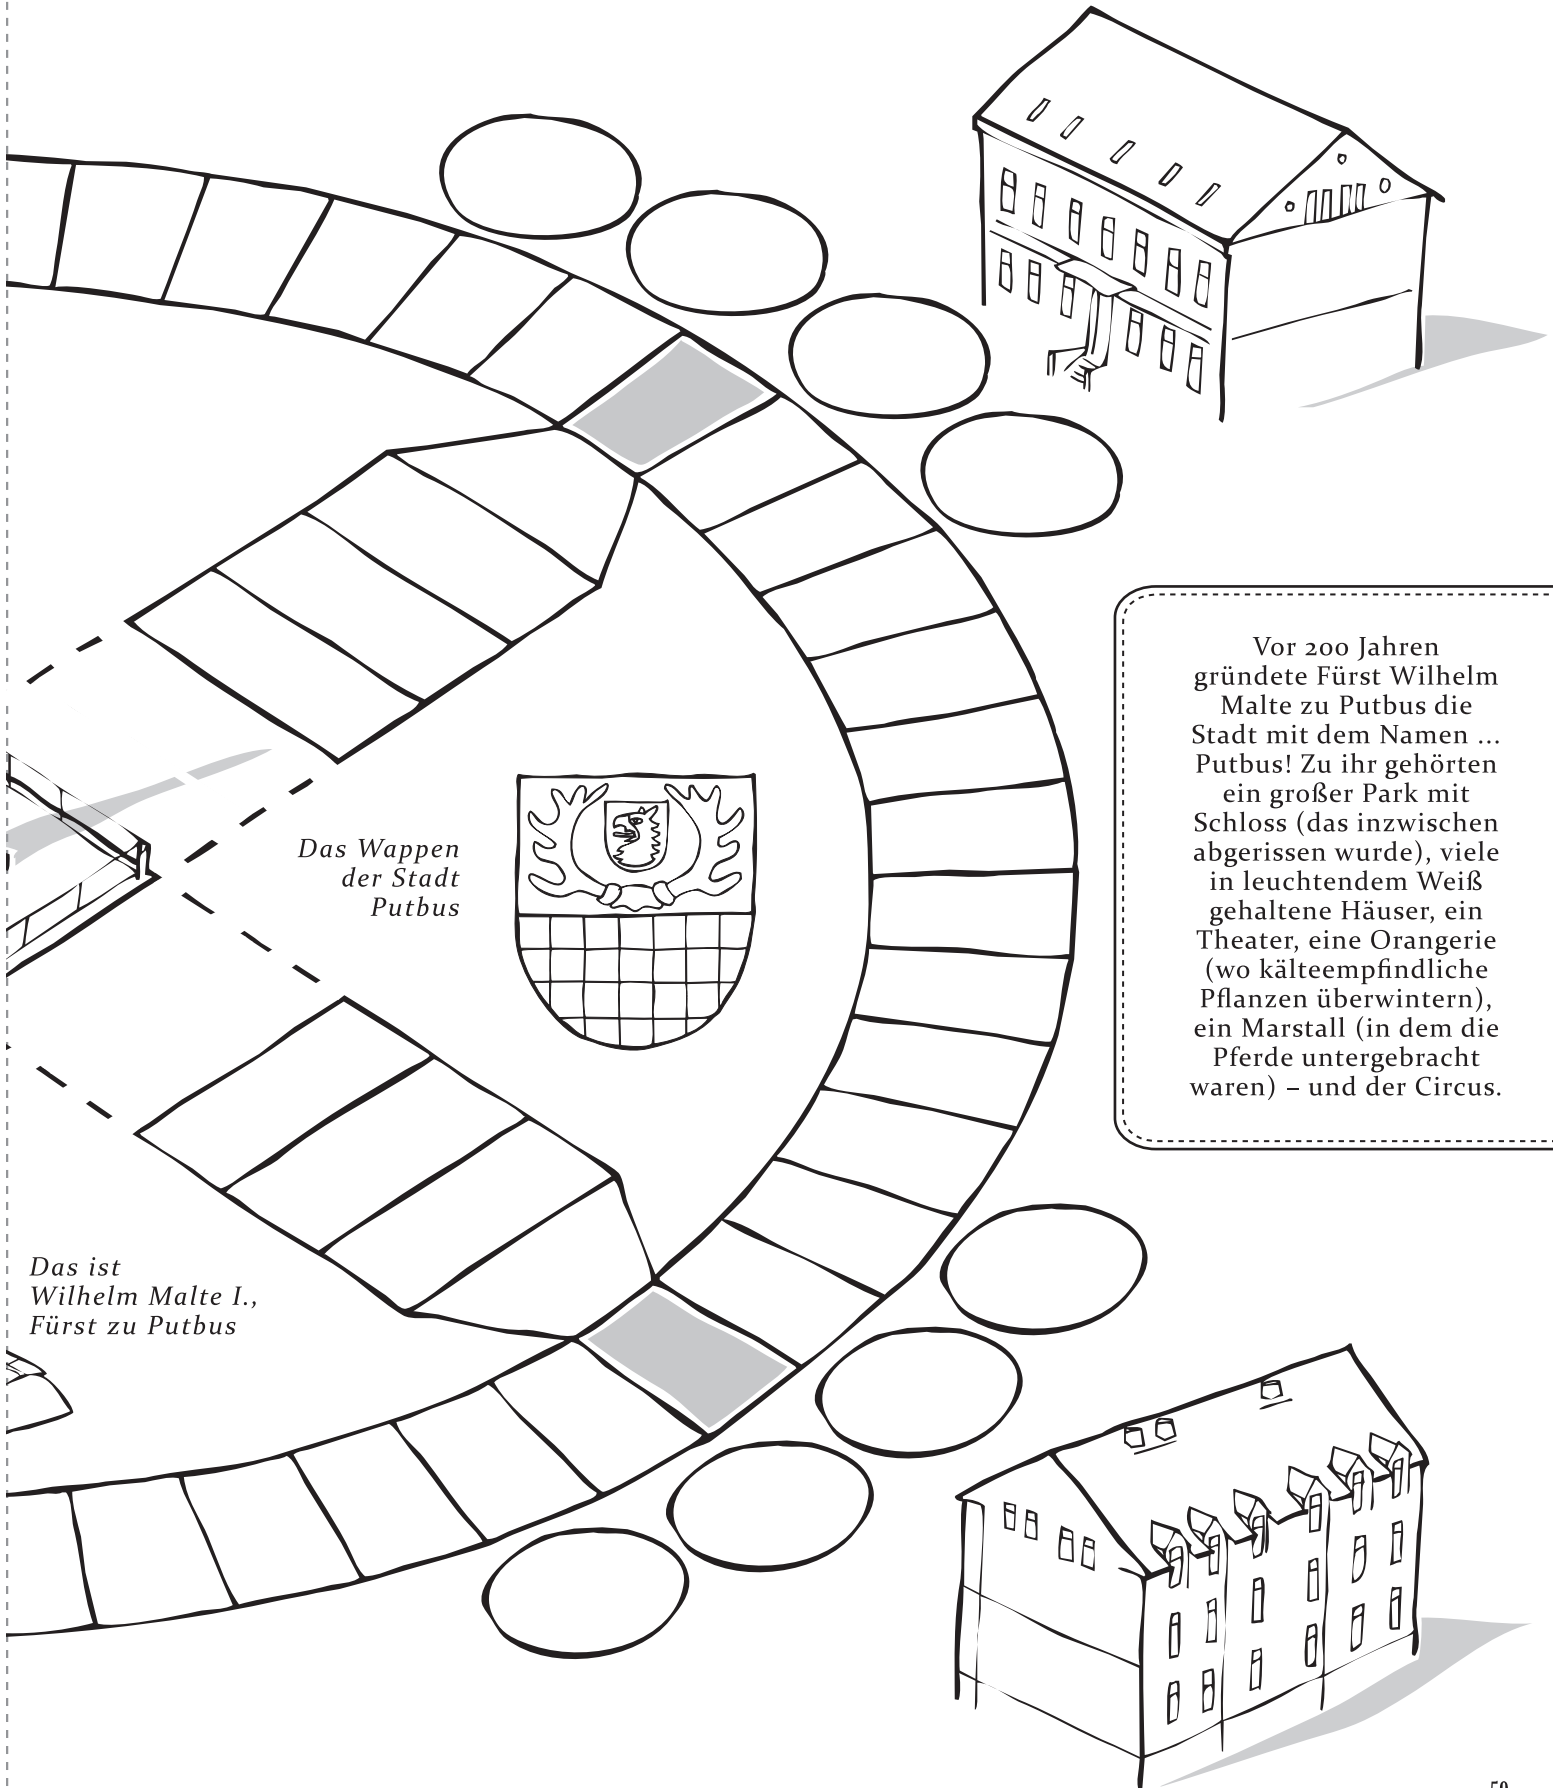 Vor 200 Jahren
gründete Fürst Wilhelm
Malte zu Putbus die
Stadt mit dem Namen ...
Putbus! Zu ihr gehörten
ein großer Park mit
Schloss (das inzwischen
abgerissen wurde), viele
in leuchtendem Weiß
gehaltene Häuser, ein
Theater, eine Orangerie
(wo kälteempfindliche
Pflanzen überwintern),
ein Marstall (in dem die
Pferde untergebracht
waren) – und der Circus.
Das Wappen
der Stadt
Putbus
Das ist
Wilhelm Malte I.,
Fürst zu Putbus